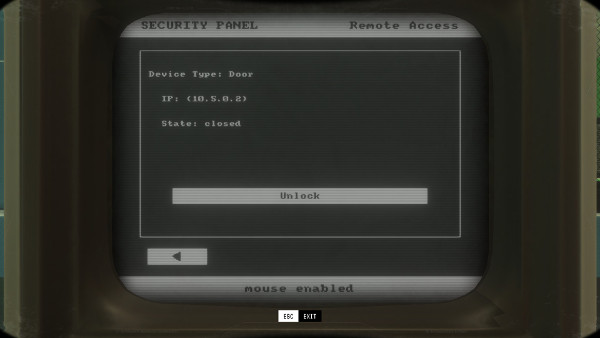 SECURITY PANEL Remote Access
Device Type: Door
IP: (10.5.0.2)
State: closed
Unlock
mouse enabled
ESC EXIT